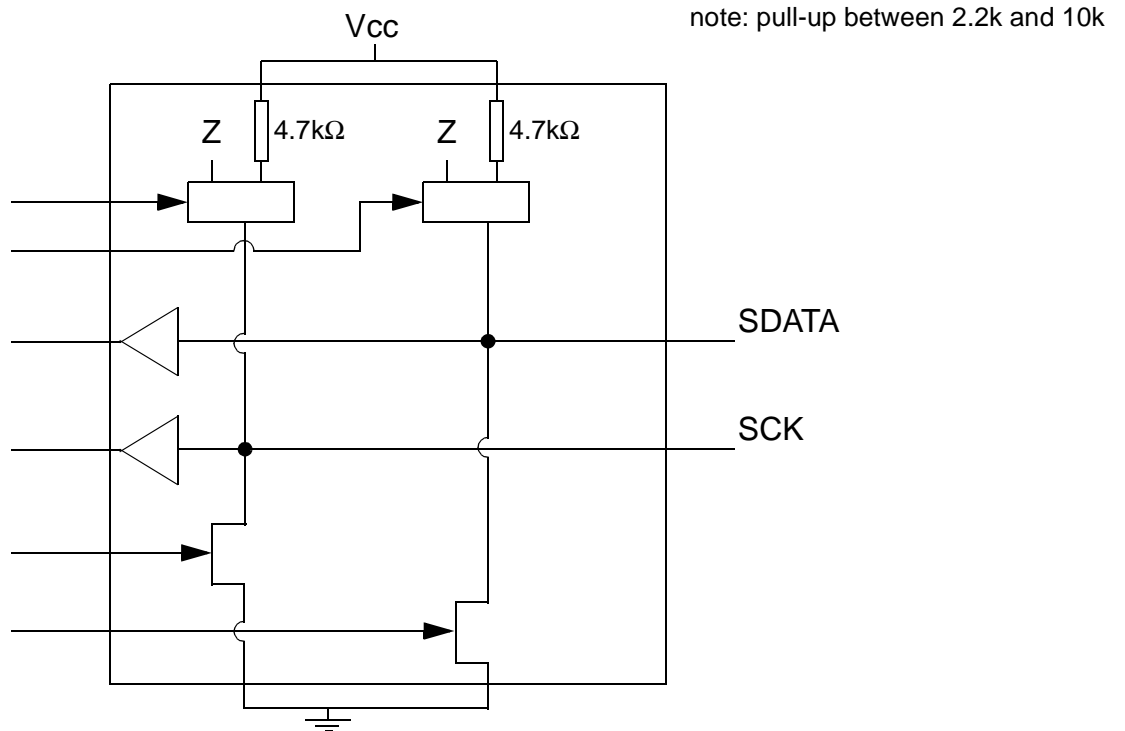 note: pull-up between 2.2k and 10k
Vcc
Z
4.7kΩ
Z
4.7kΩ
SDATA
SCK